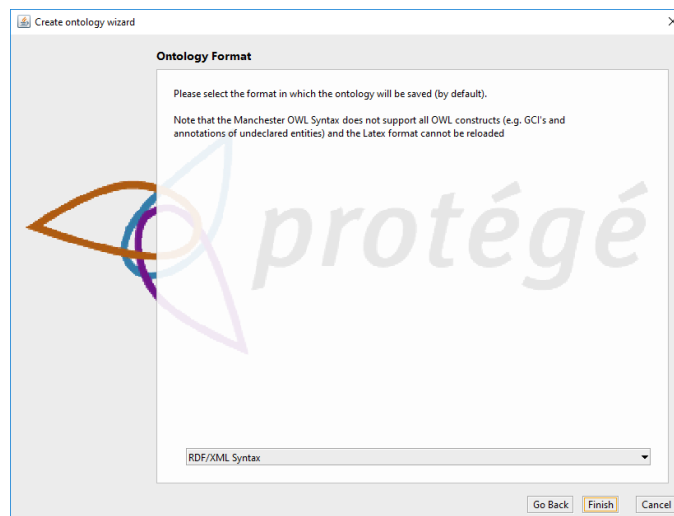 Create ontology wizard
Ontology Format
Please select the format in which the ontology will be saved (by default).
Note that the Manchester OWL Syntax does not support all OWL constructs (e.g. GCI's and
annotations of undeclared entities) and the Latex format cannot be reloaded
protégé
RDF/XML Syntax
Go Back
Finish
Cancel